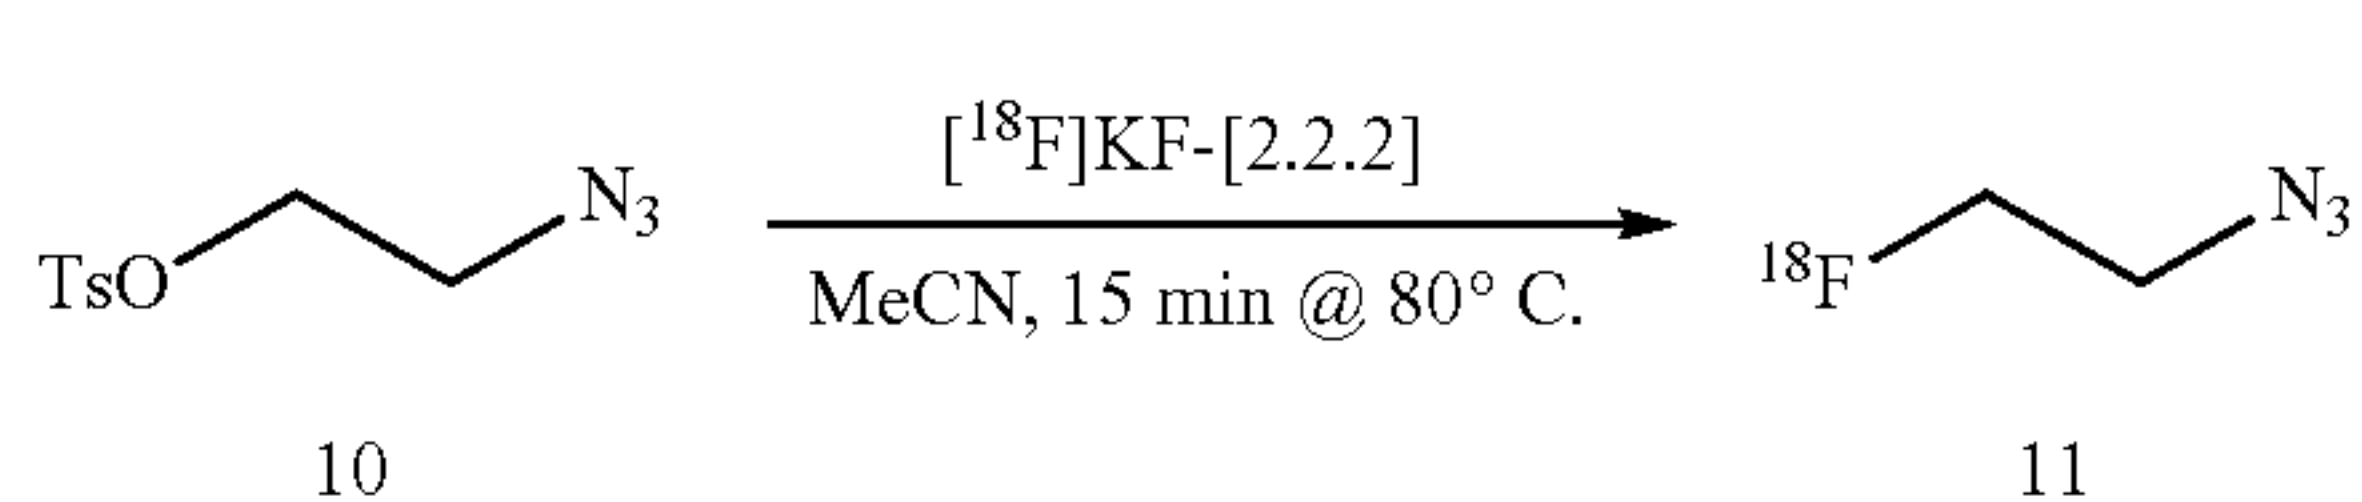 [¹⁸F]KF-[2.2.2]
TsO N₃ ¹⁸F N₃
MeCN, 15 min @ 80° C.
10 11